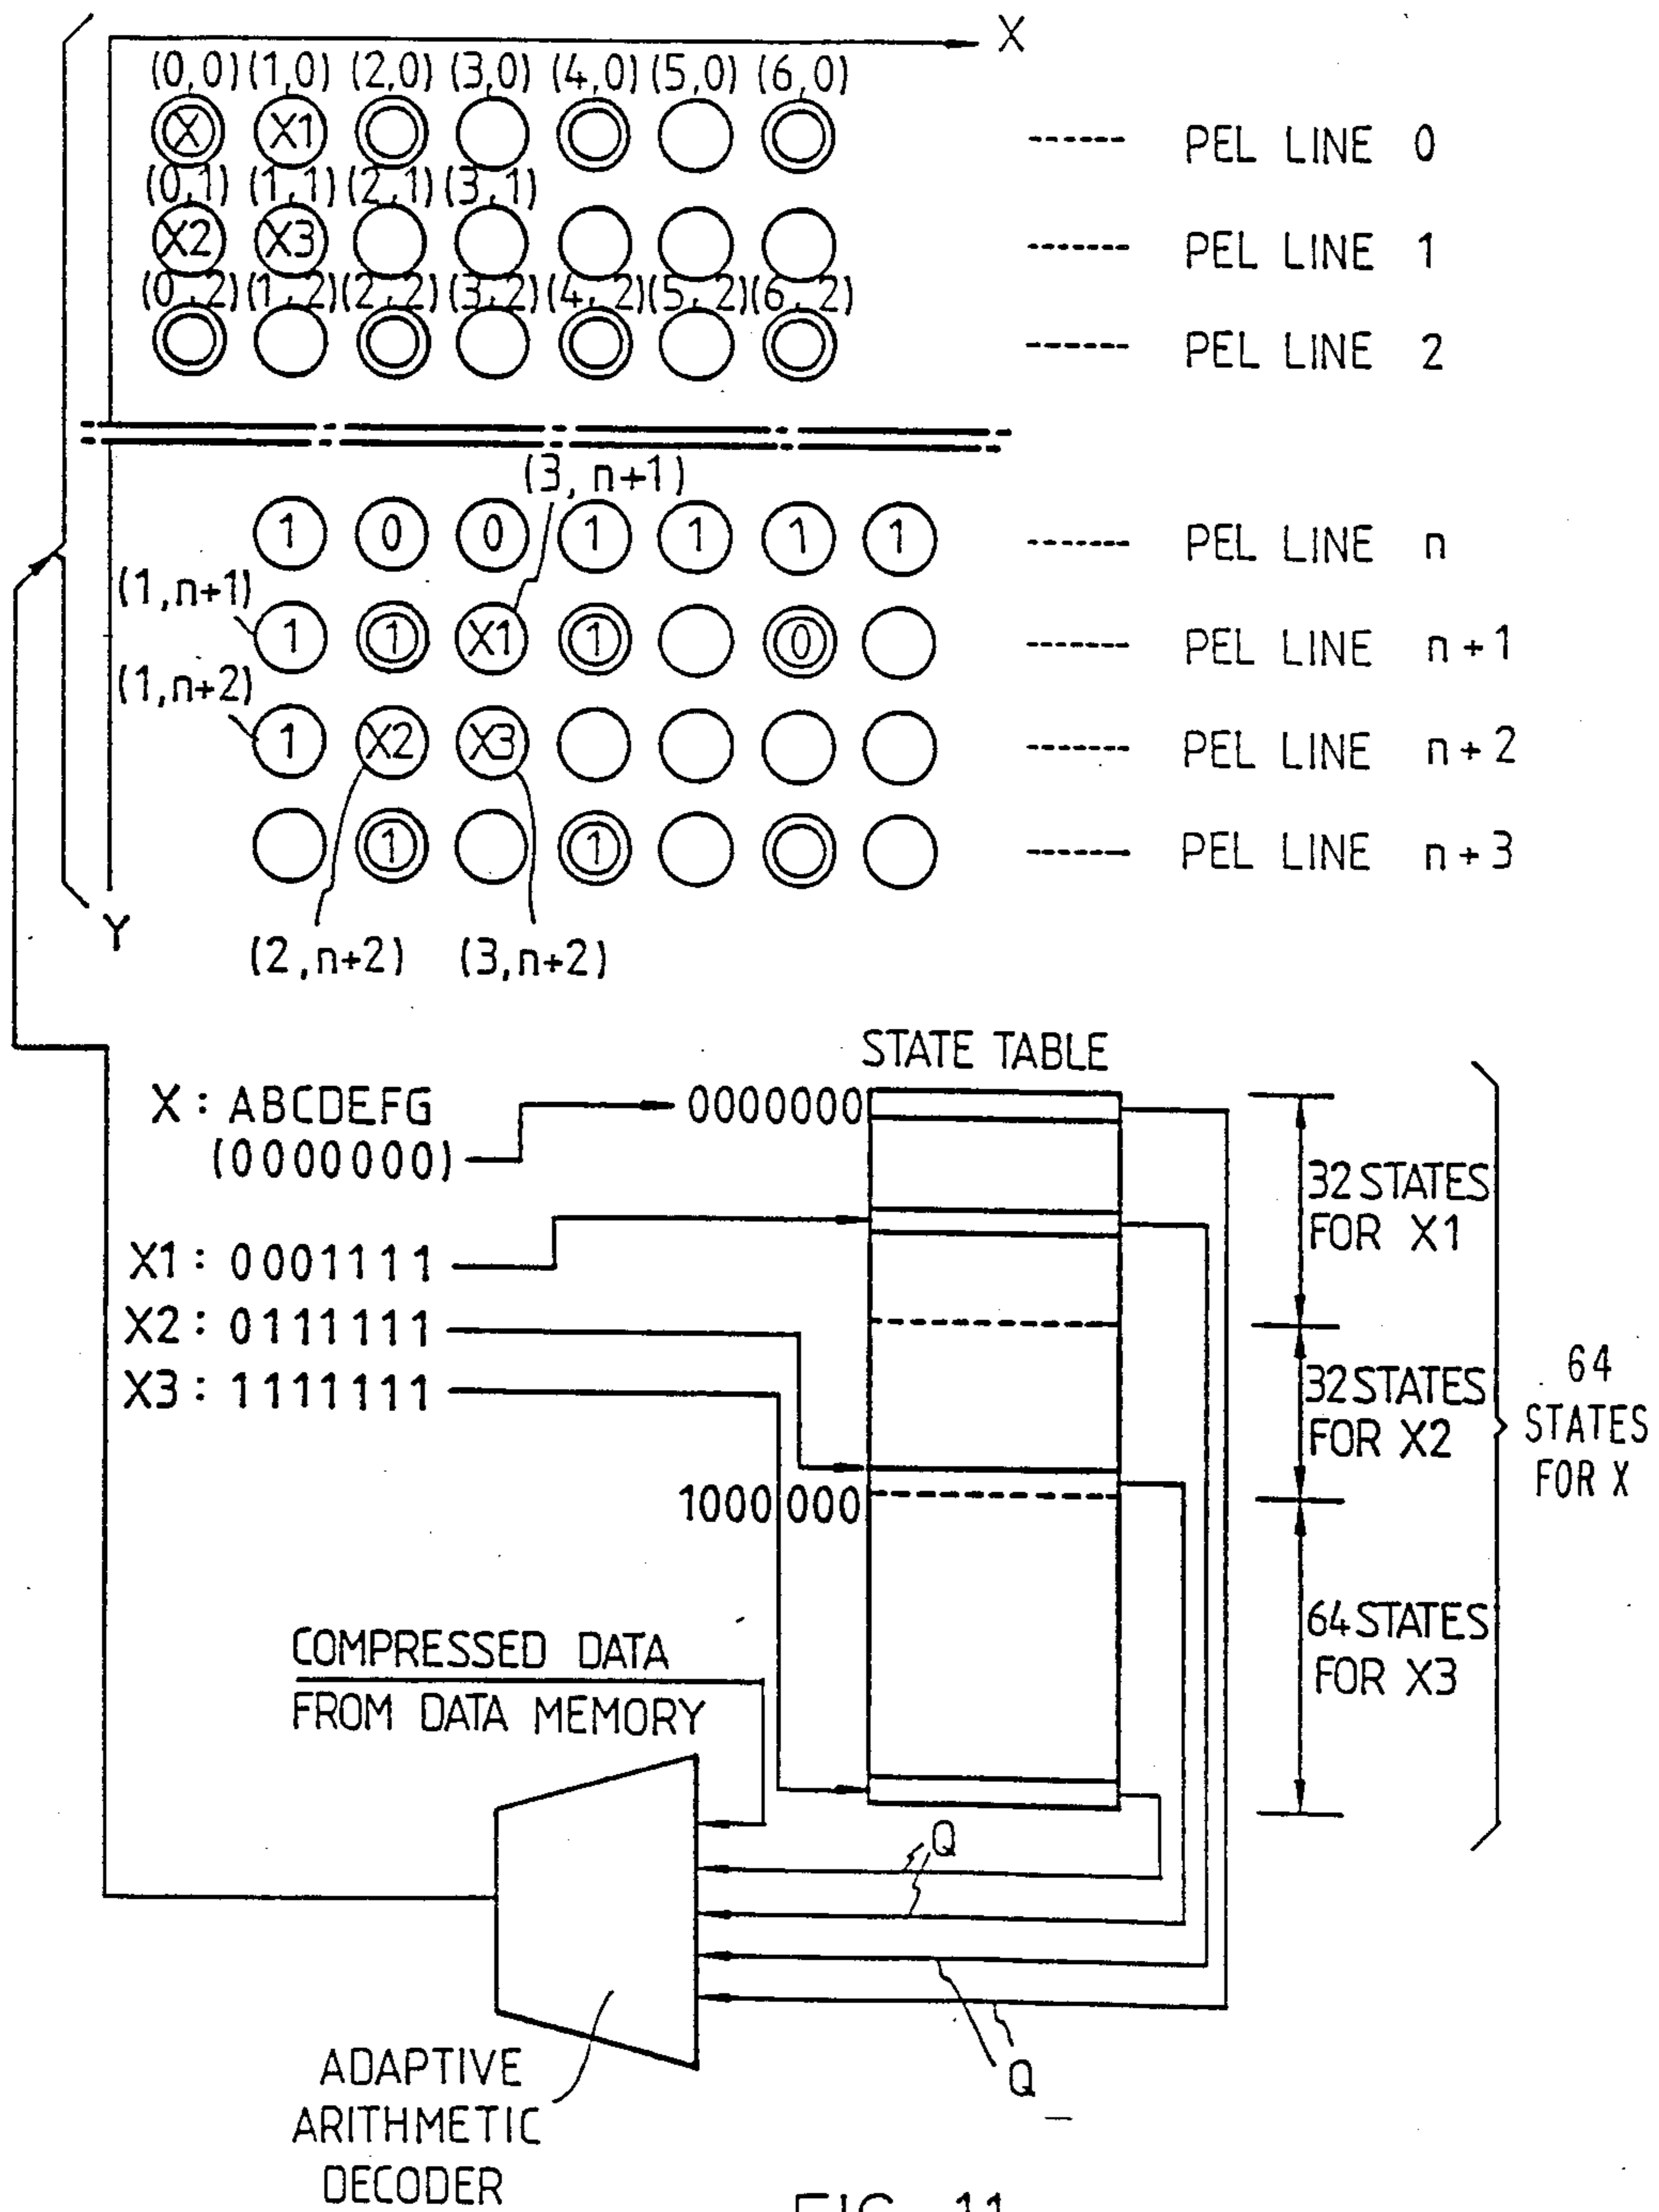 X
(0,0) (1,0) (2,0) (3,0) (4,0) (5,0) (6,0)
X X1 ------ PEL LINE 0
(0,1) (1,1) (2,1) (3,1)
X2 X3 ------ PEL LINE 1
(0,2) (1,2) (2,2) (3,2) (4,2) (5,2) (6,2)
------ PEL LINE 2
(3, n+1)
1 0 0 1 1 1 1 ------ PEL LINE n
(1,n+1)
1 1 X1 1 0 ------ PEL LINE n+1
(1,n+2)
1 X2 X3 ------ PEL LINE n+2
1 1 ------ PEL LINE n+3
Y
(2,n+2) (3,n+2)
STATE TABLE
X : ABCDEFG
(0000000)
0000000
X1 : 0001111
X2 : 0111111
X3 : 1111111
1000000
32 STATES
FOR X1
32 STATES
FOR X2
64 STATES
FOR X3
64
STATES
FOR X
COMPRESSED DATA
FROM DATA MEMORY
Q
Q
ADAPTIVE
ARITHMETIC
DECODER
FIG. 11